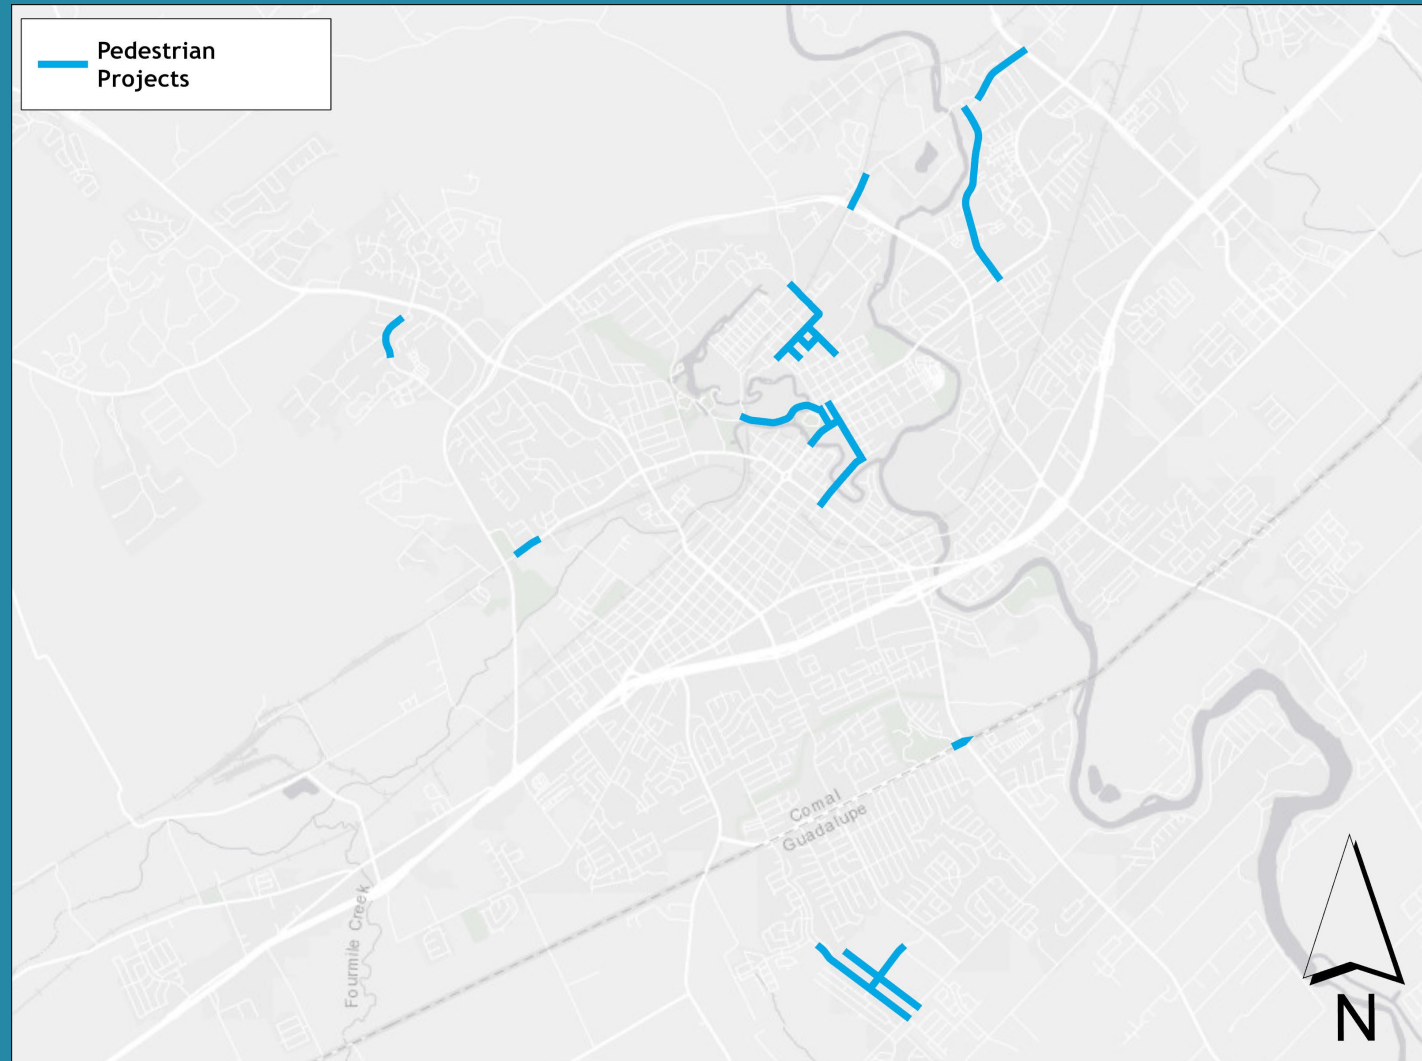 Pedestrian
Projects
Comal
Guadalupe
Fourmile Creek
N